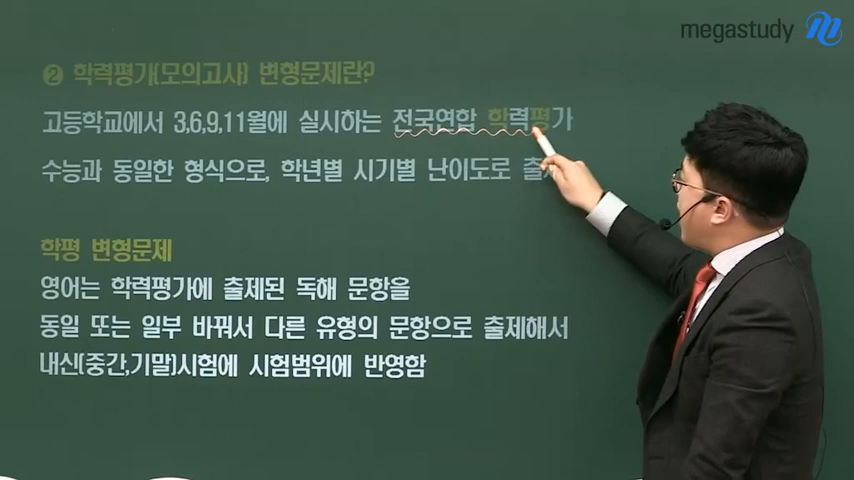 megastudy
❷ 학력평가(모의고사) 변형문제란?
고등학교에서 3,6,9,11월에 실시하는 전국연합 학력평가
수능과 동일한 형식으로, 학년별 시기별 난이도로
학평 변형문제
영어는 학력평가에 출제된 독해 문항을
동일 또는 일부 바꿔서 다른 유형의 문항으로 출제해서
내신(중간,기말)시험에 시험범위에 반영함